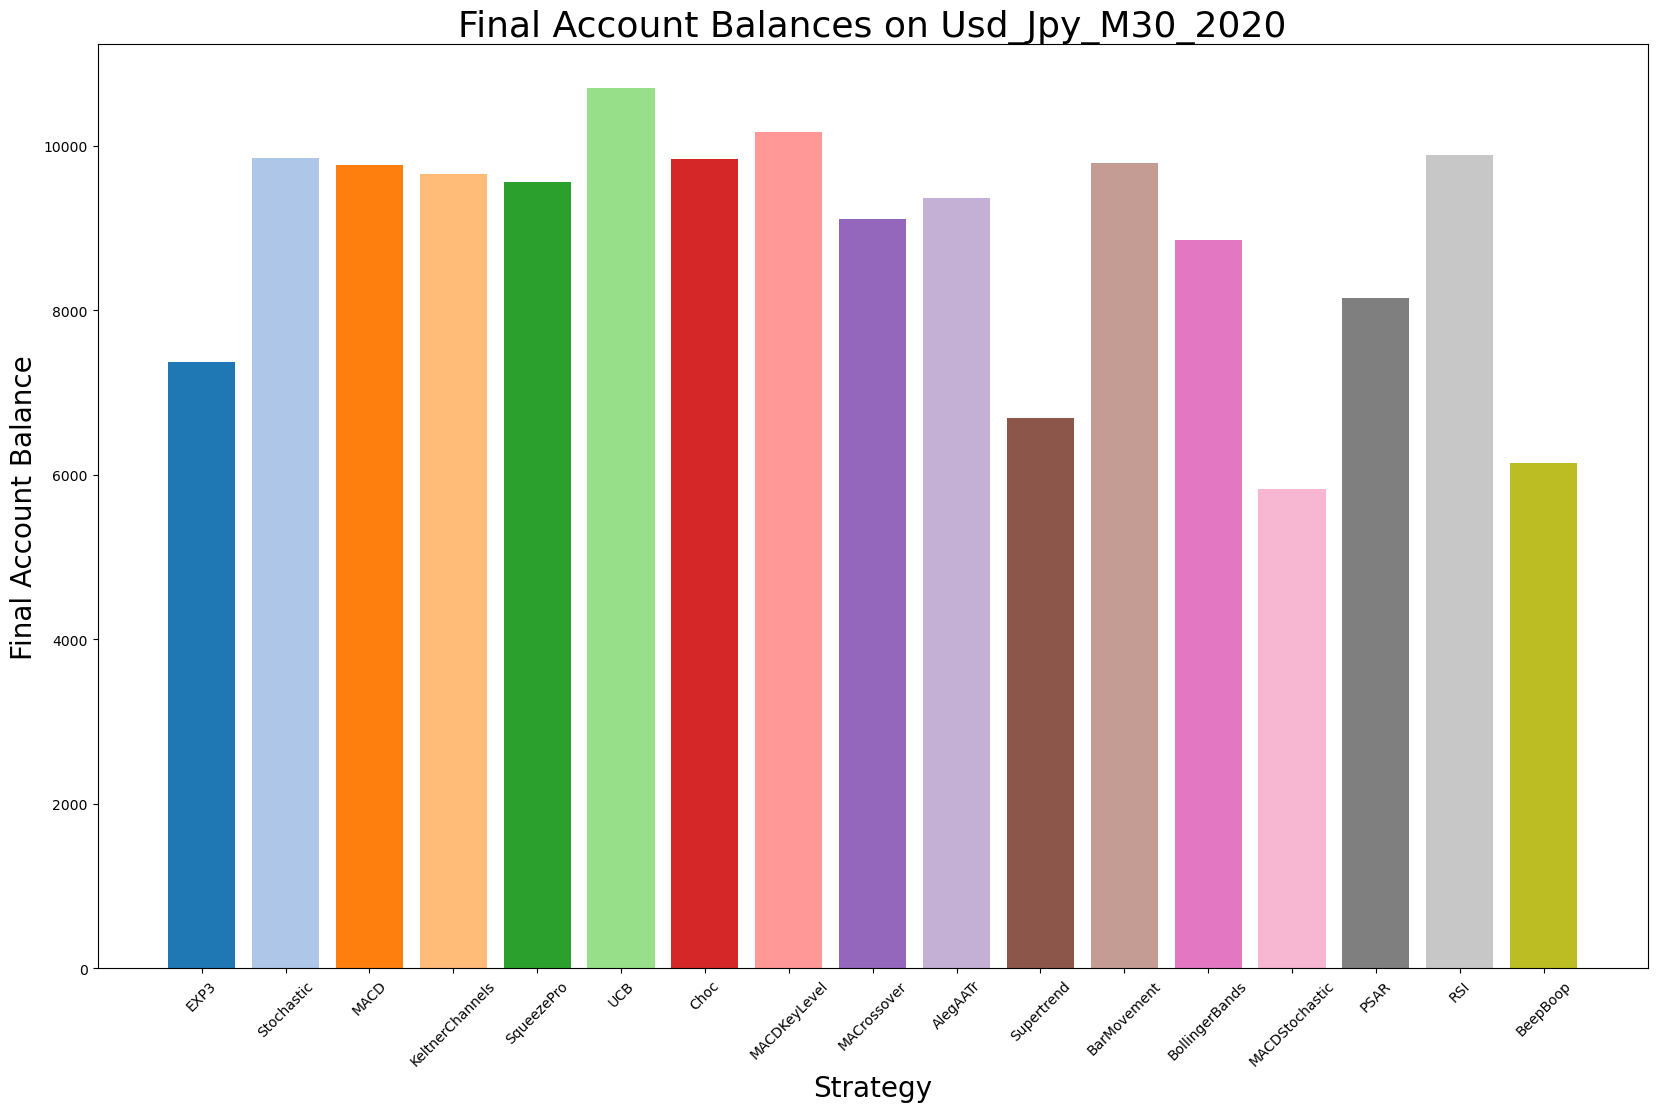 Final Account Balances on Usd_Jpy_M30_2020
Final Account Balance
10000
8000
6000
4000
2000
0
EXP3
Stochastic
MACD
KeltnerChannels
SqueezePro
UCB
Choc
MACDKeyLevel
MACrossover
AlegAATr
Supertrend
BarMovement
BollingerBands
MACDStochastic
PSAR
RSI
BeepBoop
Strategy